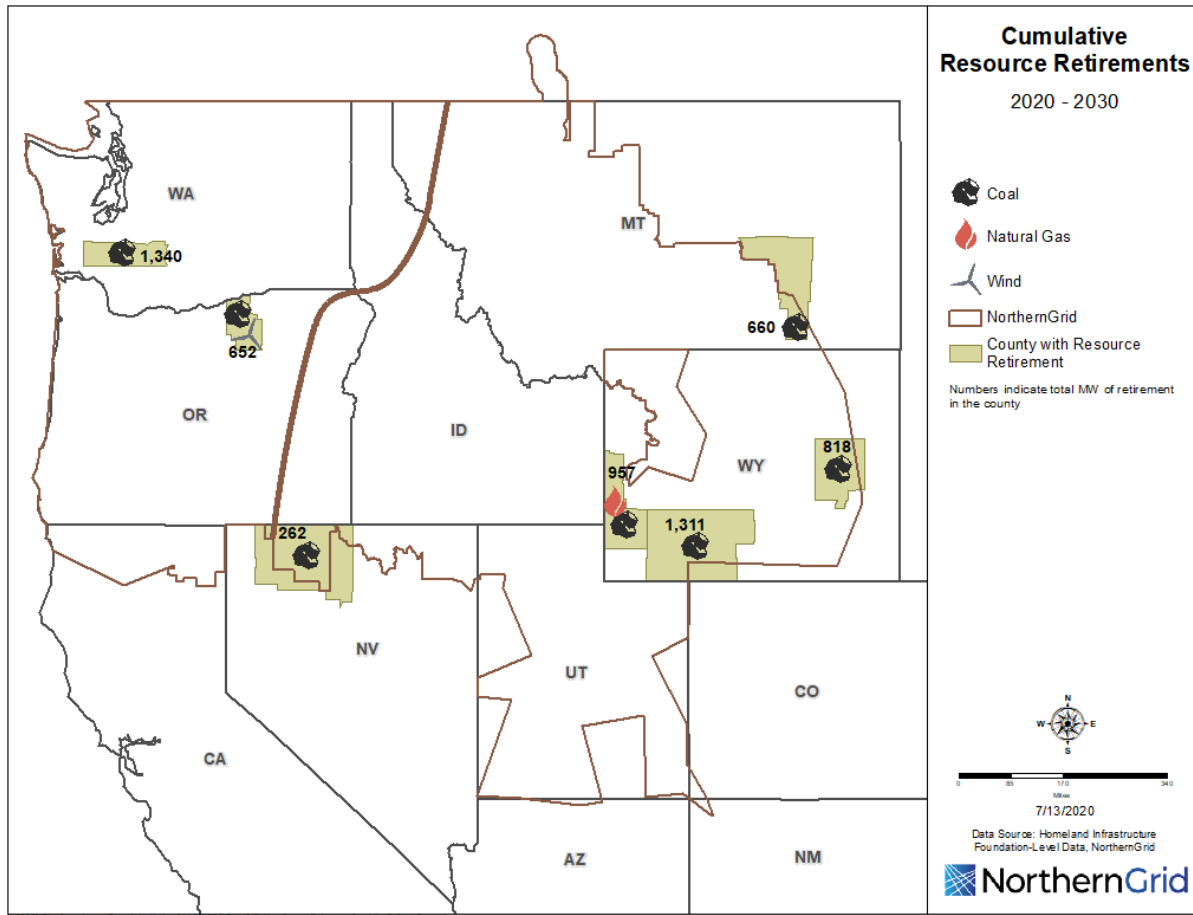 Cumulative
Resource Retirements
2020 - 2030
Coal
Natural Gas
Wind
NorthernGrid
County with Resource
Retirement
Numbers indicate total MW of retirement
in the county
WA
1,340
MT
660
652
OR
ID
WY
818
957
1,311
262
NV
UT
CO
CA
AZ
NM
N
W
E
S
0
85
170
340
Miles
7/13/2020
Data Source: Homeland Infrastructure
Foundation-Level Data, NorthernGrid
NorthernGrid